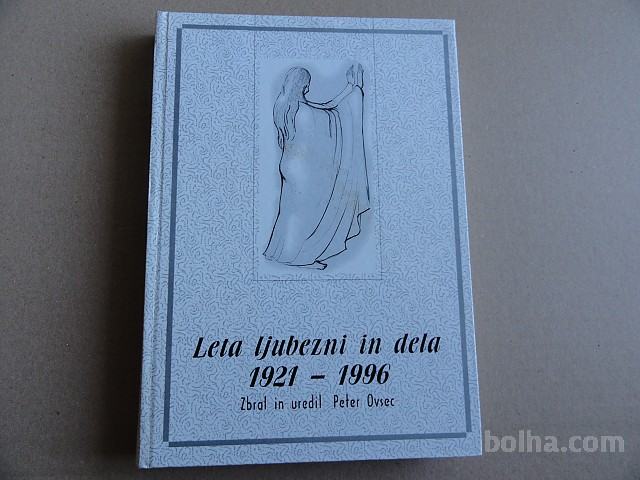 Leta ljubezni in dela
1921 – 1996
Zbral in uredil Peter Ovsec
bolha.com